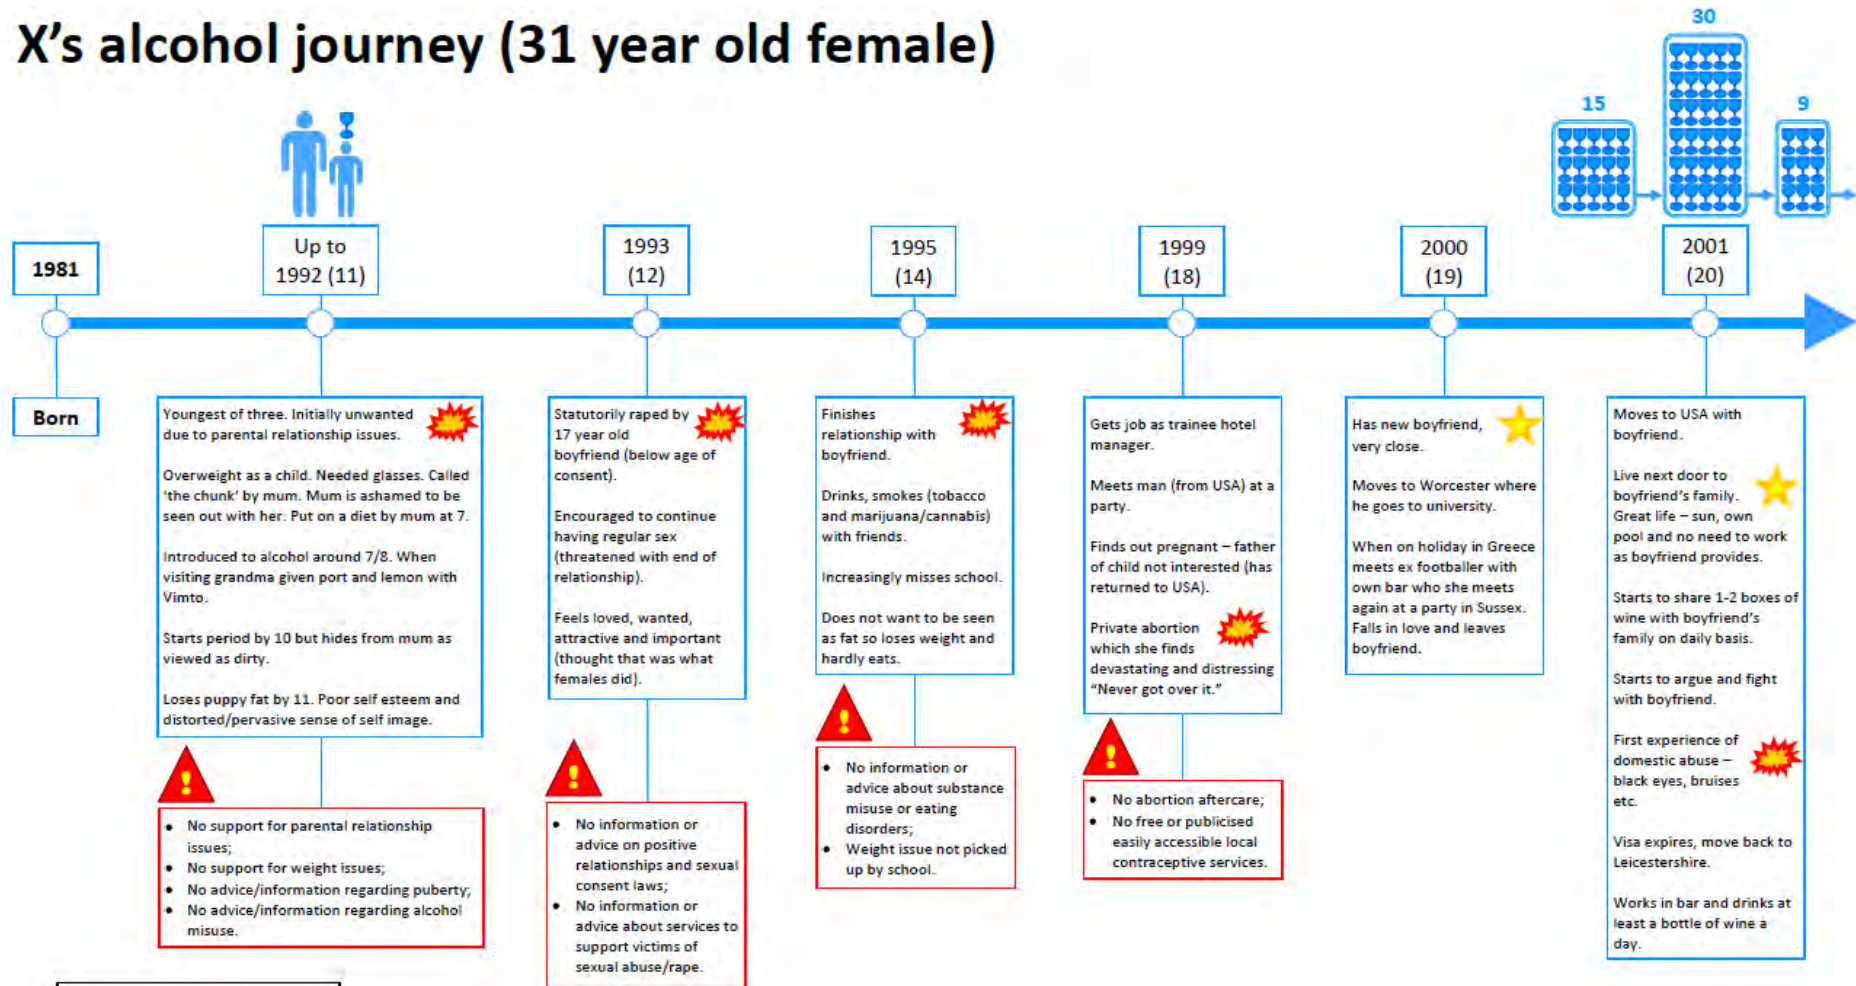 X's alcohol journey (31 year old female)
30
15
9
1981
Up to
1992 (11)
1993
(12)
1995
(14)
1999
(18)
2000
(19)
2001
(20)
Born
Youngest of three. Initially unwanted
due to parental relationship issues.
Overweight as a child. Needed glasses. Called
'the chunk' by mum. Mum is ashamed to be
seen out with her. Put on a diet by mum at 7.
Introduced to alcohol around 7/8. When
visiting grandma given port and lemon with
Vimto.
Starts period by 10 but hides from mum as
viewed as dirty.
Loses puppy fat by 11. Poor self esteem and
distorted/pervasive sense of self image.
!
• No support for parental relationship
issues;
• No support for weight issues;
• No advice/information regarding puberty;
• No advice/information regarding alcohol
misuse.
Statutorily raped by
17 year old
boyfriend (below age of
consent).
Encouraged to continue
having regular sex
(threatened with end of
relationship).
Feels loved, wanted,
attractive and important
(thought that was what
females did).
!
• No information or
advice on positive
relationships and sexual
consent laws;
• No information or
advice about services to
support victims of
sexual abuse/rape.
Finishes
relationship with
boyfriend.
Drinks, smokes (tobacco
and marijuana/cannabis)
with friends.
Increasingly misses school.
Does not want to be seen
as fat so loses weight and
hardly eats.
!
• No information or
advice about substance
misuse or eating
disorders;
• Weight issue not picked
up by school.
Gets job as trainee hotel
manager.
Meets man (from USA) at a
party.
Finds out pregnant – father
of child not interested (has
returned to USA).
Private abortion
which she finds
devastating and distressing
"Never got over it."
!
• No abortion aftercare;
• No free or publicised
easily accessible local
contraceptive services.
Has new boyfriend,
very close.
Moves to Worcester where
he goes to university.
When on holiday in Greece
meets ex footballer with
own bar who she meets
again at a party in Sussex.
Falls in love and leaves
boyfriend.
Moves to USA with
boyfriend.
Live next door to
boyfriend's family.
Great life – sun, own
pool and no need to work
as boyfriend provides.
Starts to share 1-2 boxes of
wine with boyfriend's
family on daily basis.
Starts to argue and fight
with boyfriend.
First experience of
domestic abuse –
black eyes, bruises
etc.
Visa expires, move back to
Leicestershire.
Works in bar and drinks at
least a bottle of wine a
day.